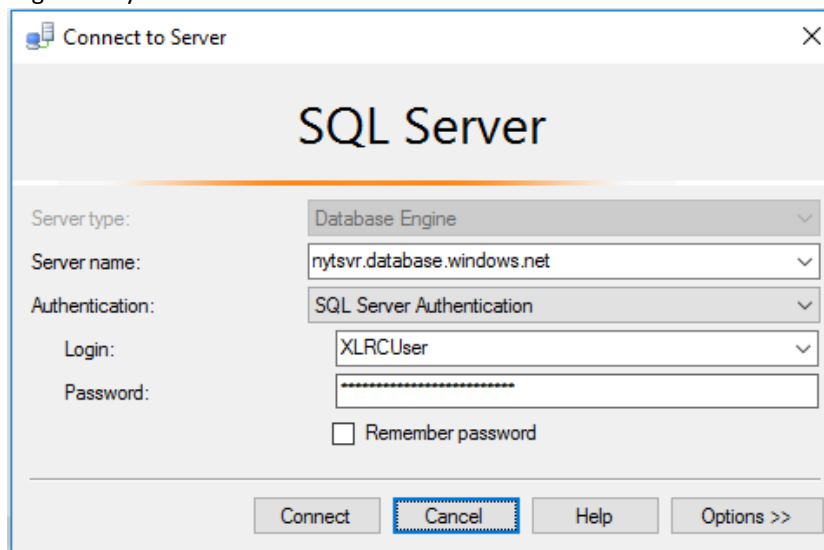 Connect to Server
SQL Server
Server type: Database Engine
Server name: nytsvr.database.windows.net
Authentication: SQL Server Authentication
Login: XLRCUser
Password: *************************
Remember password
Connect Cancel Help Options >>